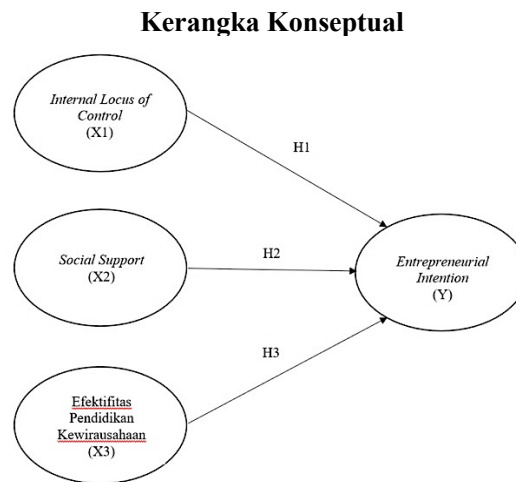 Kerangka Konseptual
Internal Locus of
Control
(X1)
H1
Social Support
(X2)
H2
Entrepreneurial
Intention
(Y)
H3
Efektifitas
Pendidikan
Kewirausahaan
(X3)